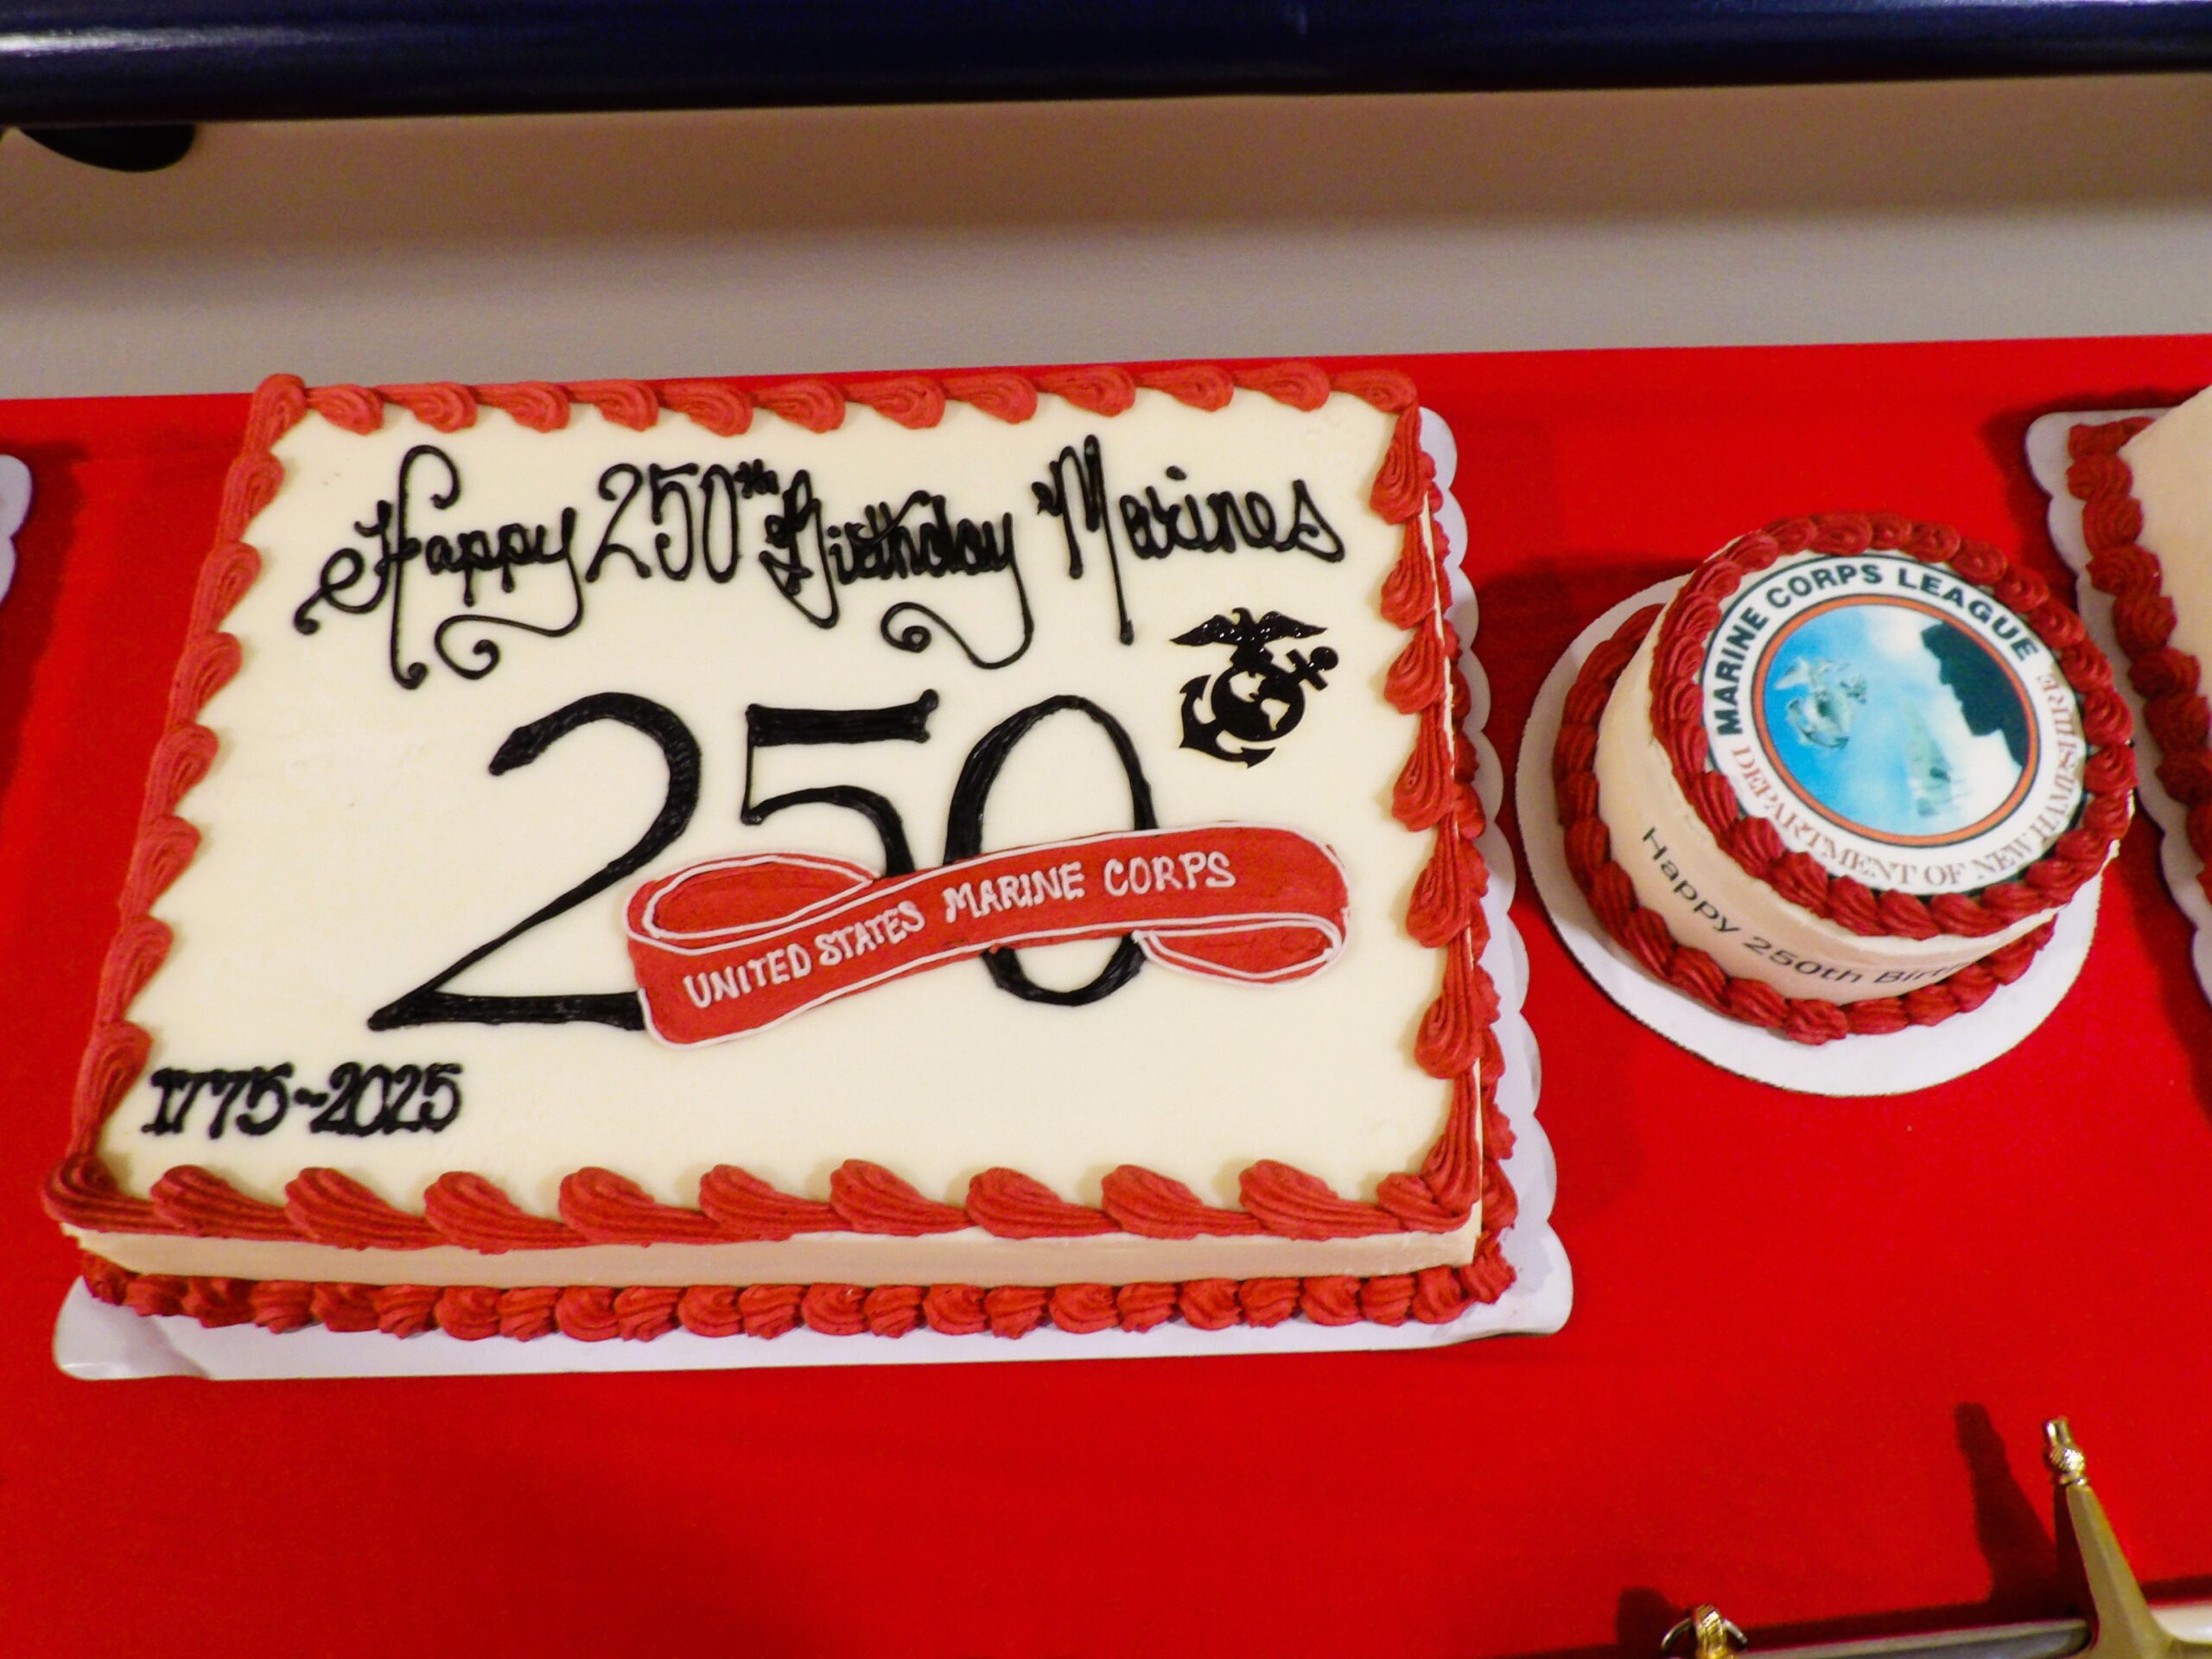 Happy 250th Birthday Marines
250
UNITED STATES MARINE CORPS
1775-2025
MARINE CORPS LEAGUE
DEPARTMENT OF NEW HAMPSHIRE
Happy 250th